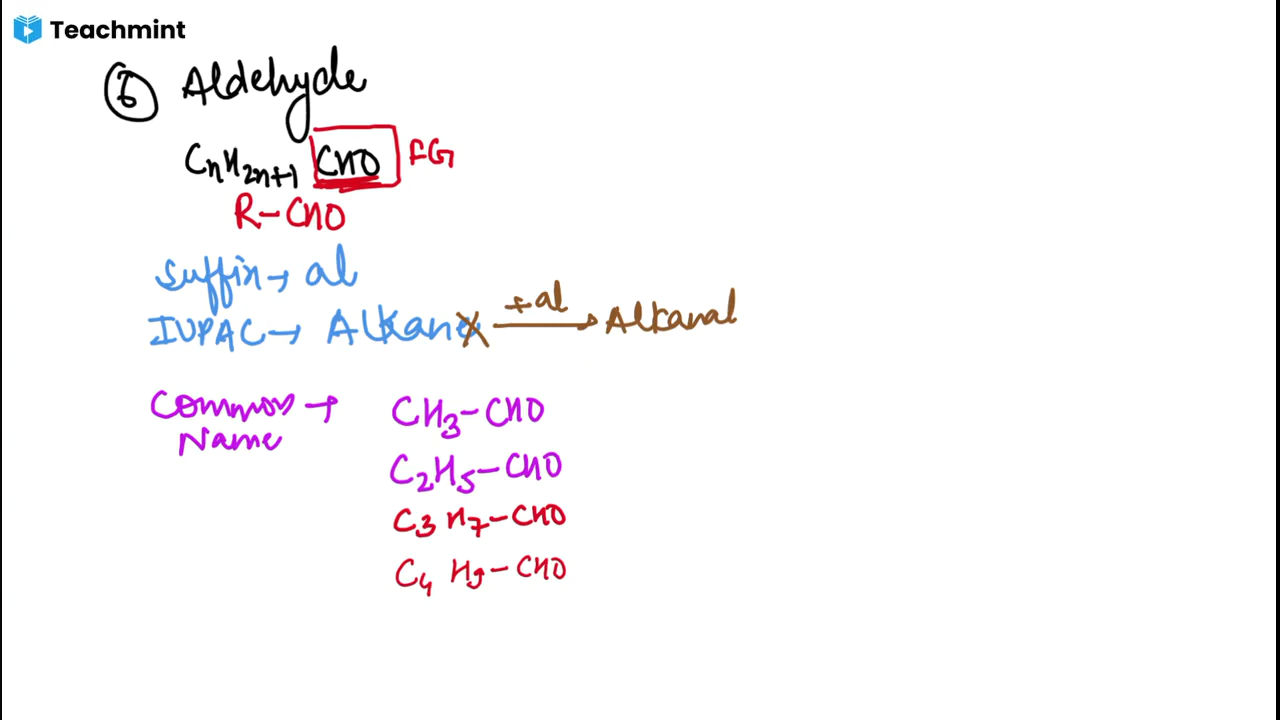 Teachmint
6 Aldehyde
CnH2n+1 CHO FG
R-CHO
Suffix → al
IUPAC → Alkane +al → Alkanal
Common → CH3-CHO
Name
C2H5-CHO
C3H7-CHO
C4H9-CHO